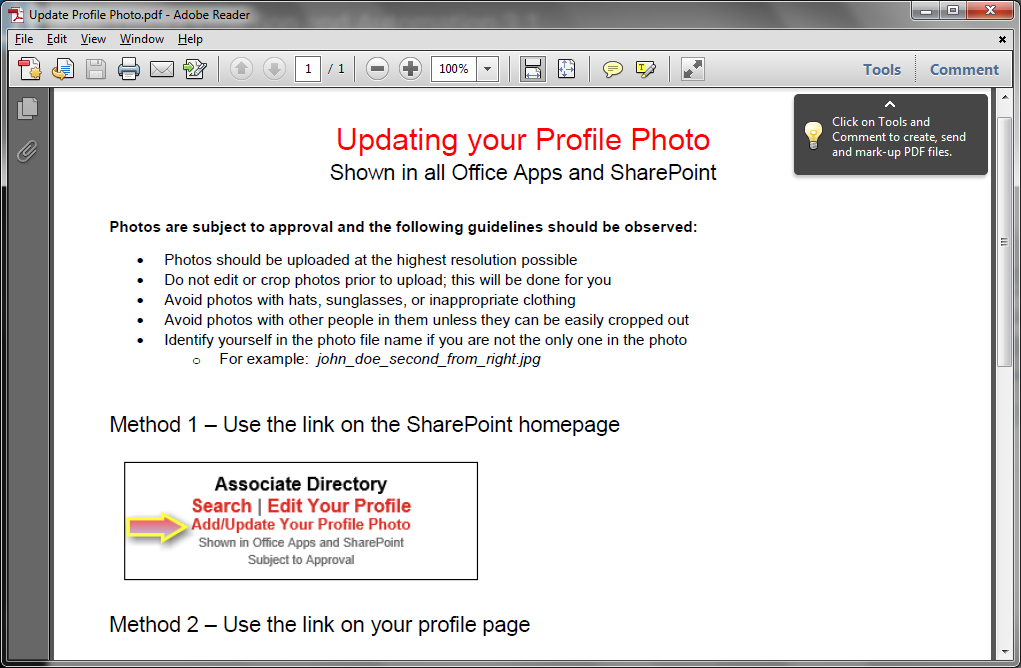 Update Profile Photo.pdf - Adobe Reader
File Edit View Window Help
1 / 1 100% Tools Comment
Click on Tools and
Comment to create, send
and mark-up PDF files.
Updating your Profile Photo
Shown in all Office Apps and SharePoint
Photos are subject to approval and the following guidelines should be observed:
• Photos should be uploaded at the highest resolution possible
• Do not edit or crop photos prior to upload; this will be done for you
• Avoid photos with hats, sunglasses, or inappropriate clothing
• Avoid photos with other people in them unless they can be easily cropped out
• Identify yourself in the photo file name if you are not the only one in the photo
o For example: john_doe_second_from_right.jpg
Method 1 – Use the link on the SharePoint homepage
Associate Directory
Search | Edit Your Profile
Add/Update Your Profile Photo
Shown in Office Apps and SharePoint
Subject to Approval
Method 2 – Use the link on your profile page